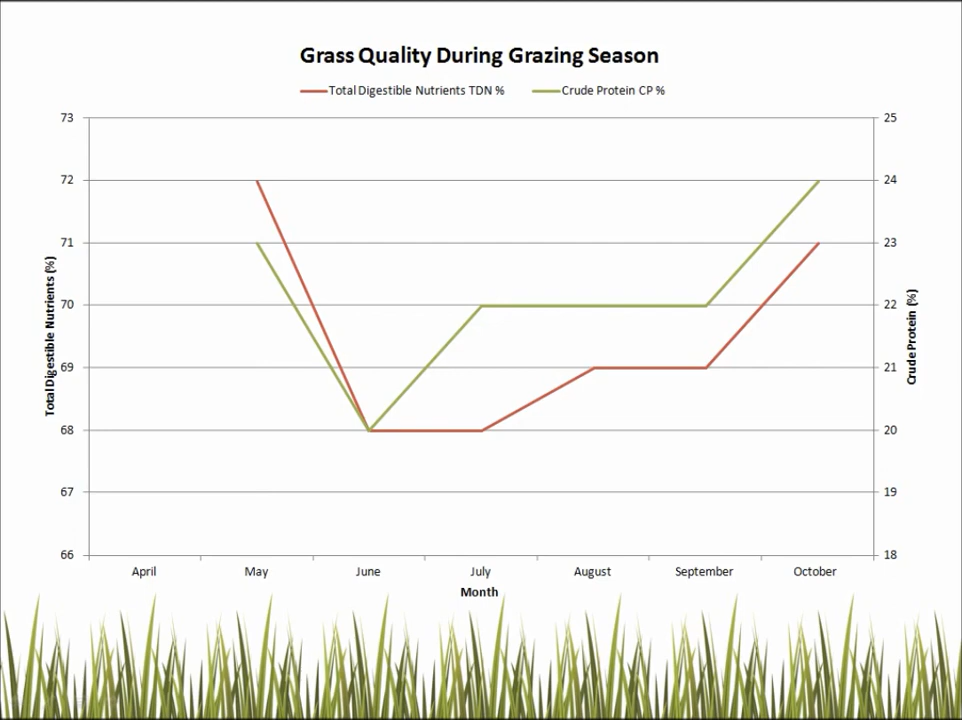 Grass Quality During Grazing Season
Total Digestible Nutrients TDN % Crude Protein CP %
73 25
72 24
71 23
70 22
69 21
68 20
67 19
66 18
Total Digestible Nutrients (%)
Crude Protein (%)
April May June July August September October
Month